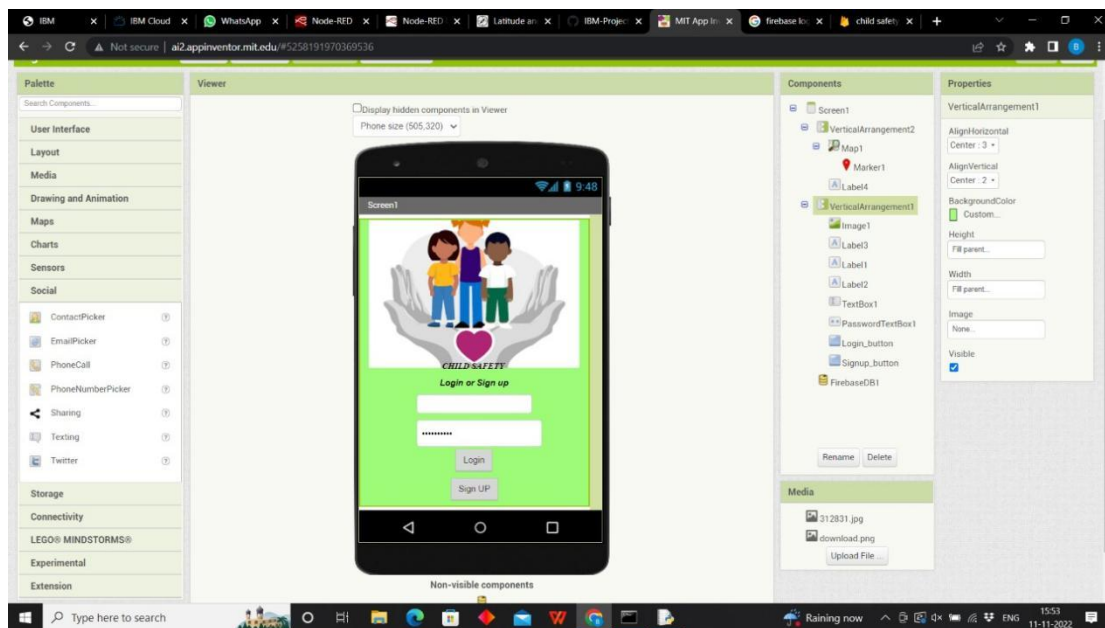 IBM
IBM Cloud
WhatsApp
Node-RED
Node-RED
Latitude an
IBM-Projec
MIT App In
firebase loc
child safety
Not secure | ai2.appinventor.mit.edu/#5258191970369536
Palette
Search Components...
User Interface
Layout
Media
Drawing and Animation
Maps
Charts
Sensors
Social
ContactPicker
EmailPicker
PhoneCall
PhoneNumberPicker
Sharing
Texting
Twitter
Storage
Connectivity
LEGO® MINDSTORMS®
Experimental
Extension
Viewer
Display hidden components in Viewer
Phone size (505,320)
9:48
Screen1
CHILD SAFETY
Login or Sign up
••••••••••
Login
Sign UP
Non-visible components
Components
Screen1
VerticalArrangement2
Map1
Marker1
Label4
VerticalArrangement1
Image1
Label3
Label1
Label2
TextBox1
PasswordTextBox1
Login_button
Signup_button
FirebaseDB1
Rename Delete
Media
312831.jpg
download.png
Upload File ...
Properties
VerticalArrangement1
AlignHorizontal
Center : 3
AlignVertical
Center : 2
BackgroundColor
Custom...
Height
Fill parent...
Width
Fill parent...
Image
None...
Visible
Type here to search
Raining now
ENG
15:53
11-11-2022